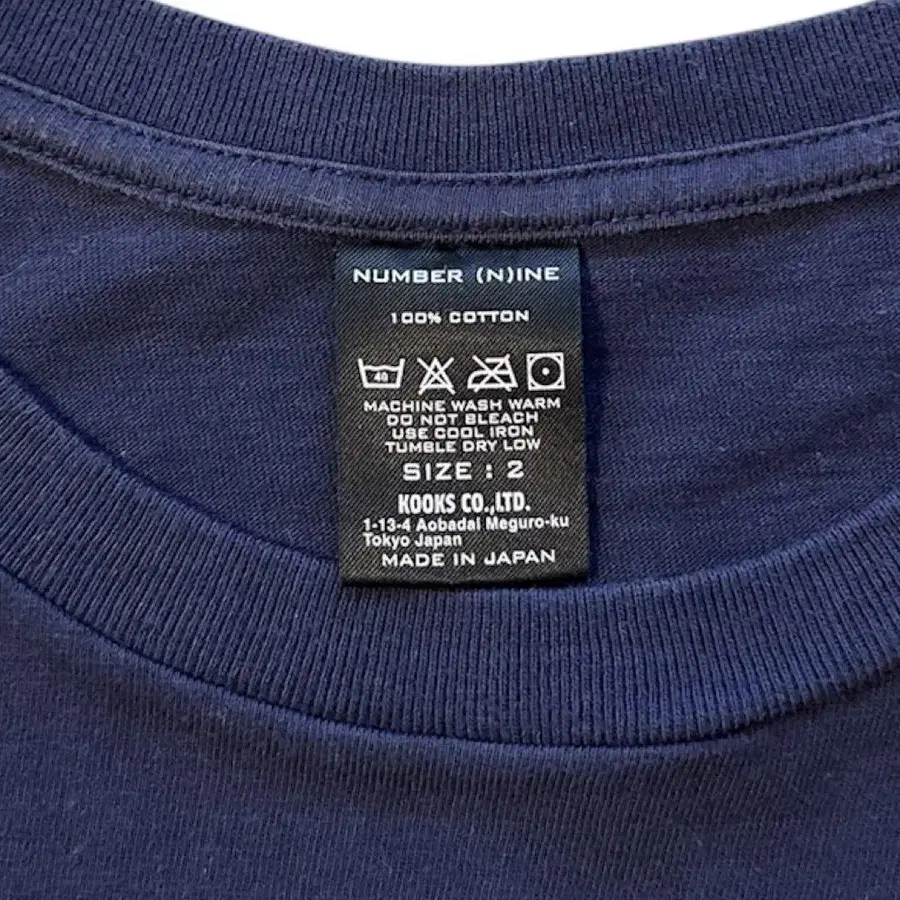 NUMBER (N)INE
100% COTTON
40
MACHINE WASH WARM
DO NOT BLEACH
USE COOL IRON
TUMBLE DRY LOW
SIZE : 2
KOOKS CO.,LTD.
1-13-4 Aobadai Meguro-ku
Tokyo Japan
MADE IN JAPAN